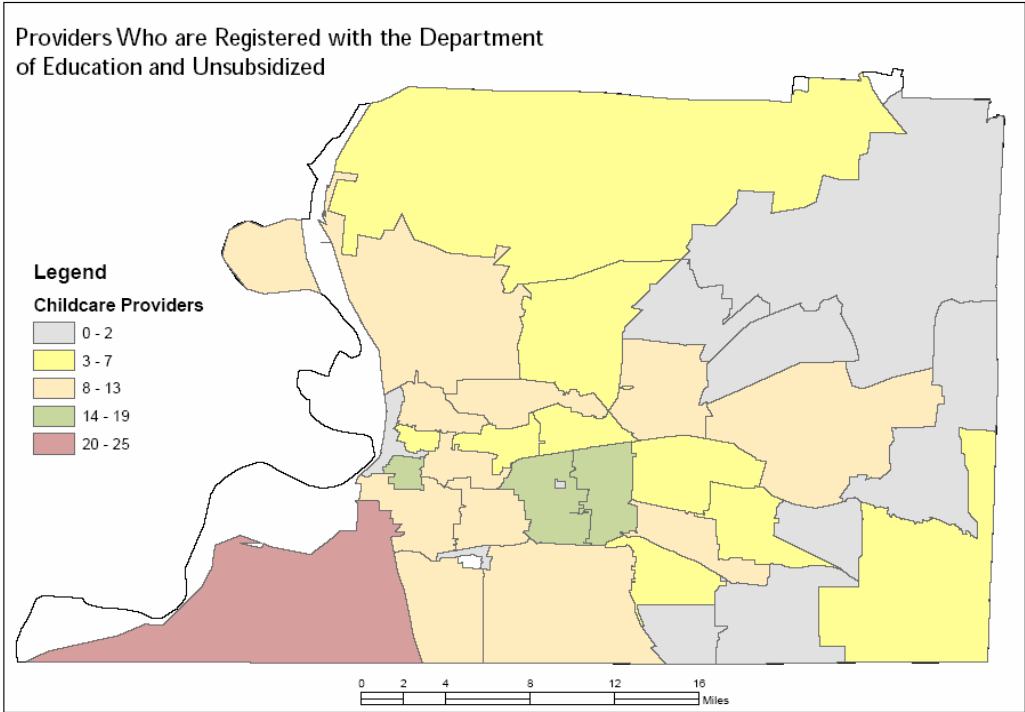 Providers Who are Registered with the Department
of Education and Unsubsidized
Legend
Childcare Providers
0 - 2
3 - 7
8 - 13
14 - 19
20 - 25
0 2 4 8 12 16
Miles